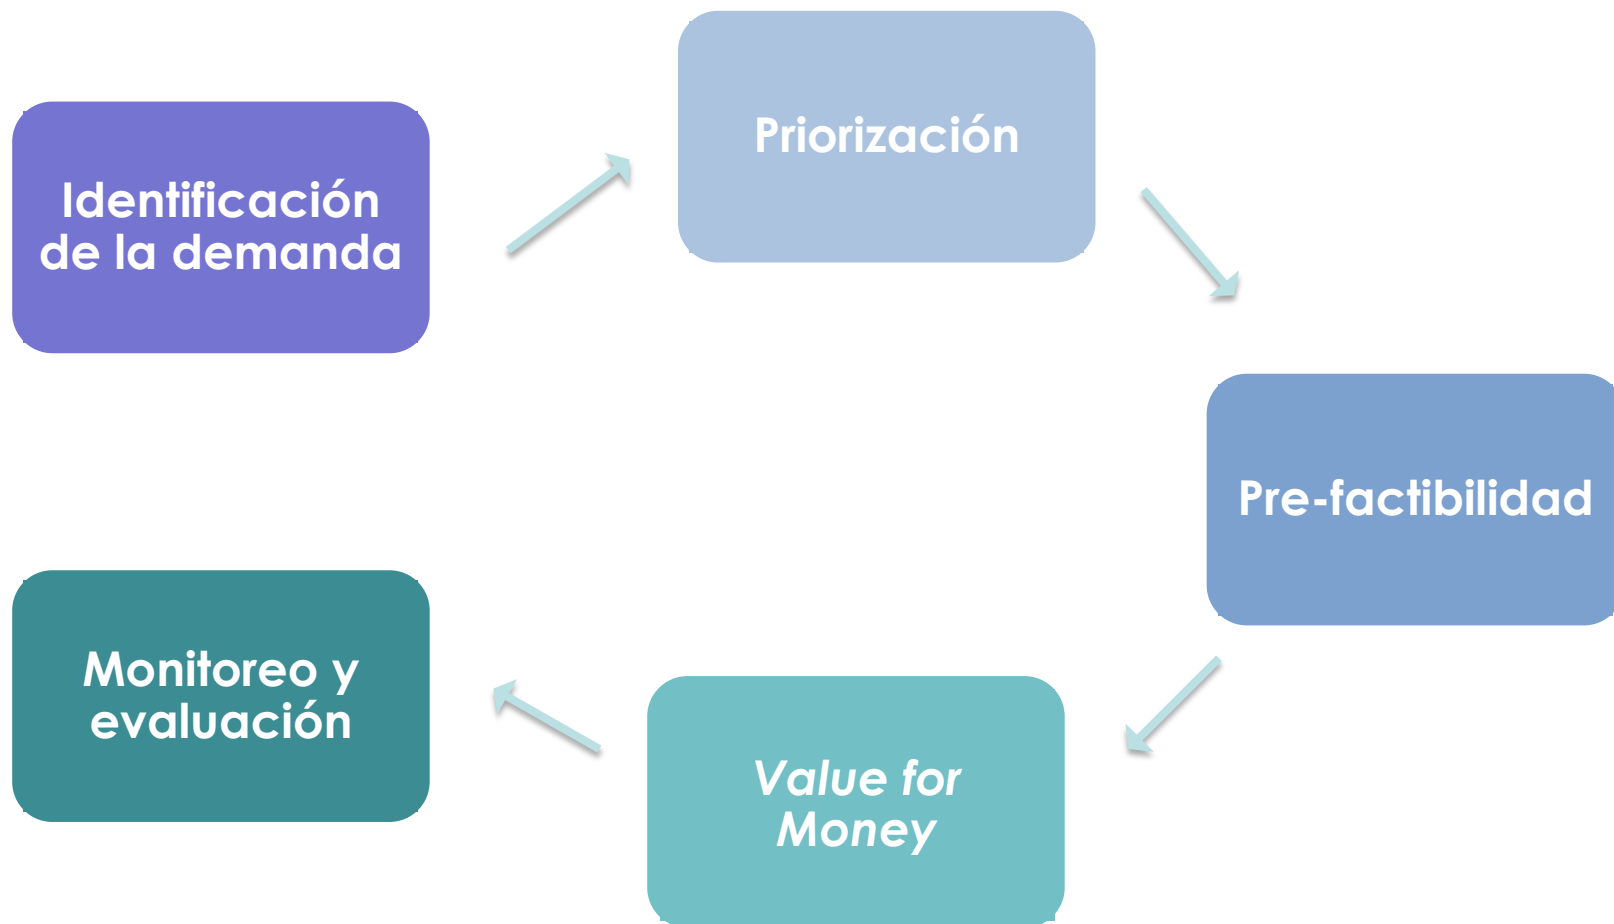 Identificación
de la demanda
Priorización
Pre-factibilidad
Value for
Money
Monitoreo y
evaluación